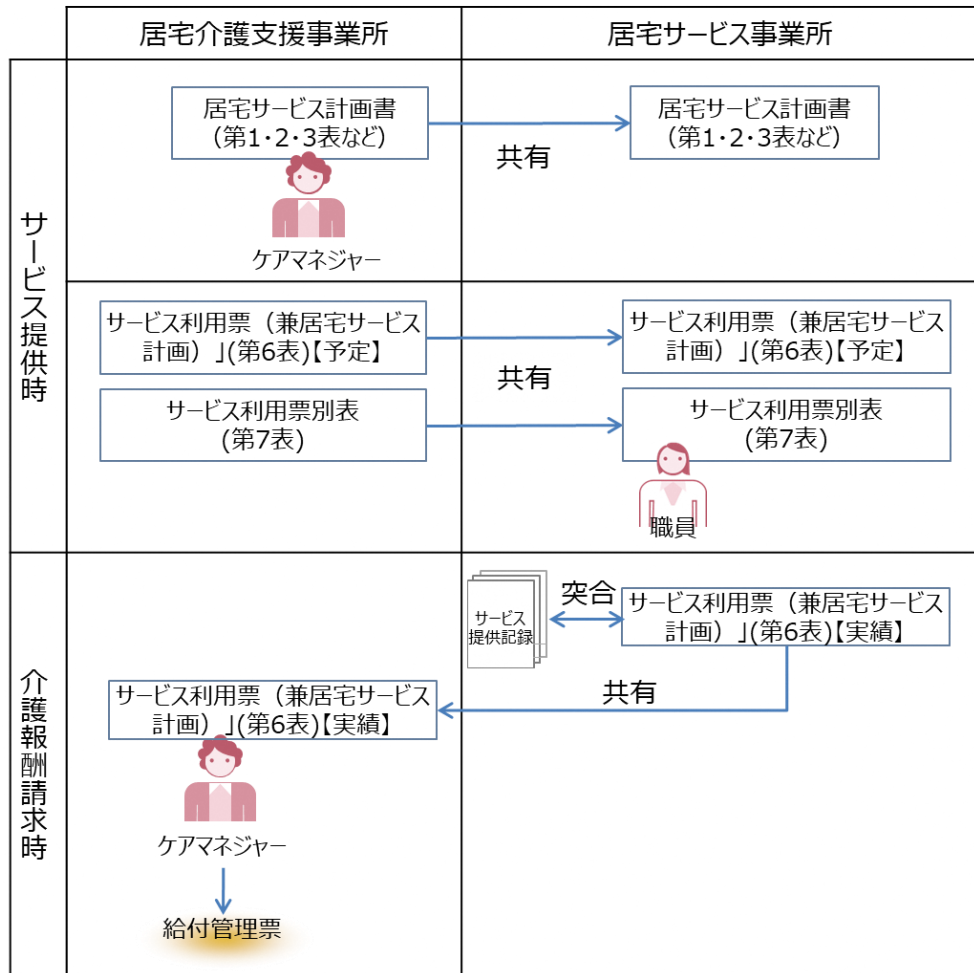 居宅介護支援事業所
居宅サービス事業所
サービス提供時
居宅サービス計画書
(第1・2・3表など)
共有
居宅サービス計画書
(第1・2・3表など)
ケアマネジャー
サービス利用票（兼居宅サービス
計画）」(第6表)【予定】
共有
サービス利用票（兼居宅サービス
計画）」(第6表)【予定】
サービス利用票別表
(第7表)
サービス利用票別表
(第7表)
職員
介護報酬請求時
サービス
提供記録
突合
サービス利用票（兼居宅サービス
計画）」(第6表)【実績】
共有
サービス利用票（兼居宅サービス
計画）」(第6表)【実績】
ケアマネジャー
給付管理票